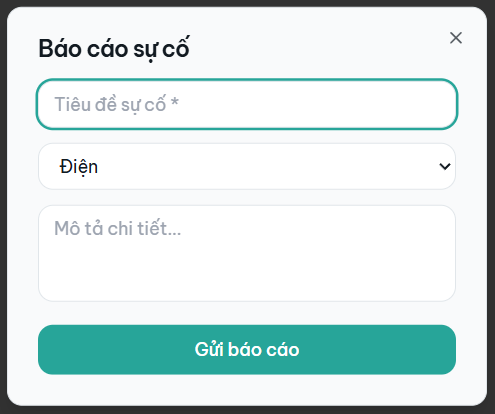 Báo cáo sự cố
Tiêu đề sự cố *
Điện
Mô tả chi tiết...
Gửi báo cáo